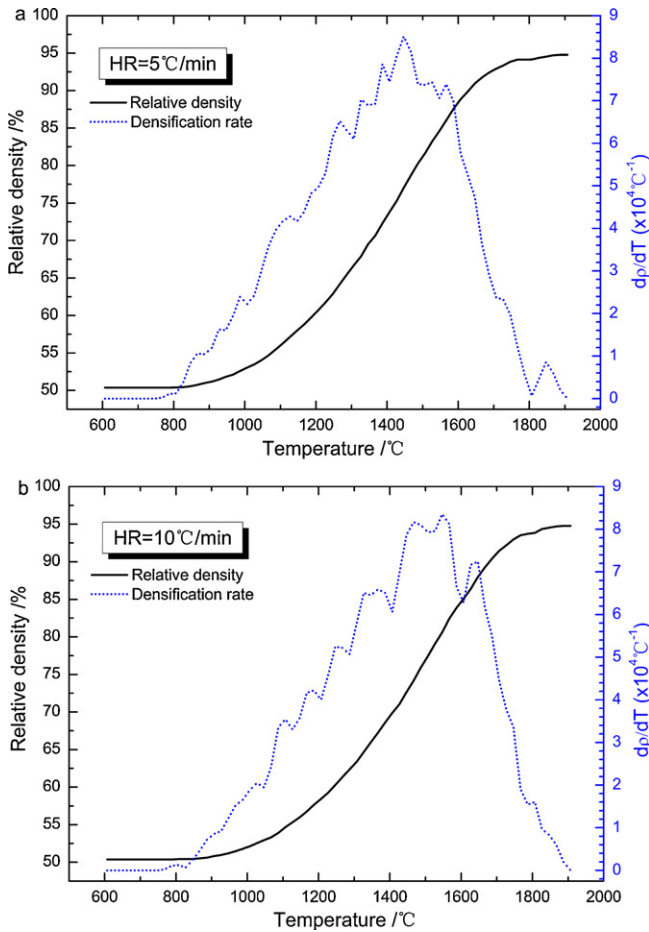 a
HR=5℃/min
Relative density
Densification rate
Relative density /%
100
95
90
85
80
75
70
65
60
55
50
dρ/dT (x10⁴℃⁻¹)
9
8
7
6
5
4
3
2
1
0
600 800 1000 1200 1400 1600 1800 2000
Temperature /℃
b
HR=10℃/min
Relative density
Densification rate
Relative density /%
100
95
90
85
80
75
70
65
60
55
50
dρ/dT (x10⁴℃⁻¹)
9
8
7
6
5
4
3
2
1
0
600 800 1000 1200 1400 1600 1800 2000
Temperature /℃